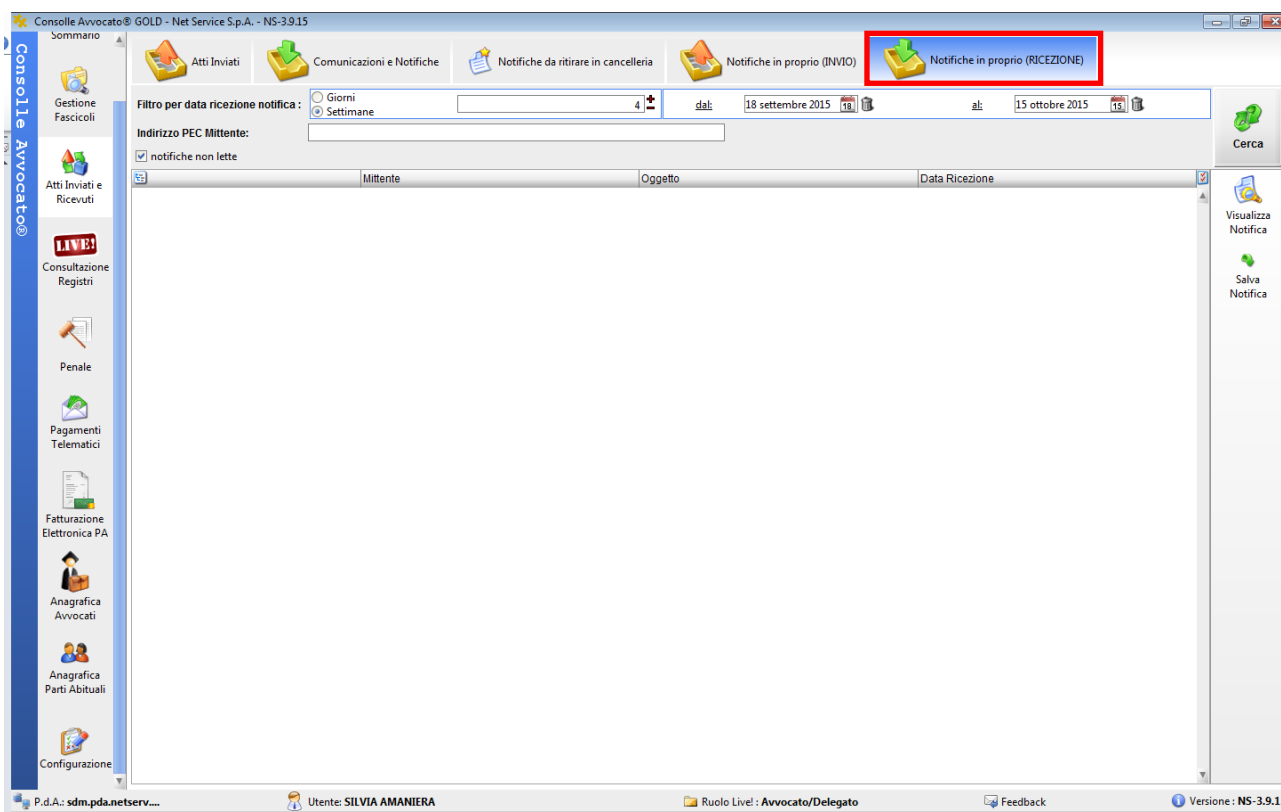 Consolle Avvocato® GOLD - Net Service S.p.A. - NS-3.9.15
Consolle Avvocato®
Sommario
Gestione
Fascicoli
Atti Inviati e
Ricevuti
LIVE!
Consultazione
Registri
Penale
Pagamenti
Telematici
Fatturazione
Elettronica PA
Anagrafica
Avvocati
Anagrafica
Parti Abituali
Configurazione
Atti Inviati
Comunicazioni e Notifiche
Notifiche da ritirare in cancelleria
Notifiche in proprio (INVIO)
Notifiche in proprio (RICEZIONE)
Filtro per data ricezione notifica :
Giorni
Settimane
4
dal:
18 settembre 2015
18
al:
15 ottobre 2015
15
Indirizzo PEC Mittente:
notifiche non lette
Cerca
Mittente
Oggetto
Data Ricezione
Visualizza
Notifica
Salva
Notifica
P.d.A.: sdm.pda.netserv....
Utente: SILVIA AMANIERA
Ruolo Live! : Avvocato/Delegato
Feedback
Versione : NS-3.9.1